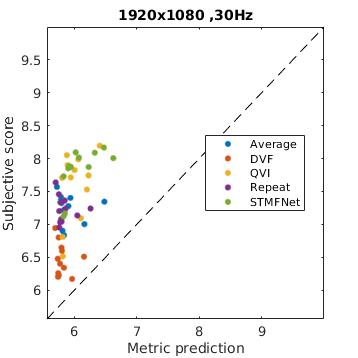 1920x1080 ,30Hz
Subjective score
9.5
9
8.5
8
7.5
7
6.5
6
Average
DVF
QVI
Repeat
STMFNet
6 7 8 9
Metric prediction